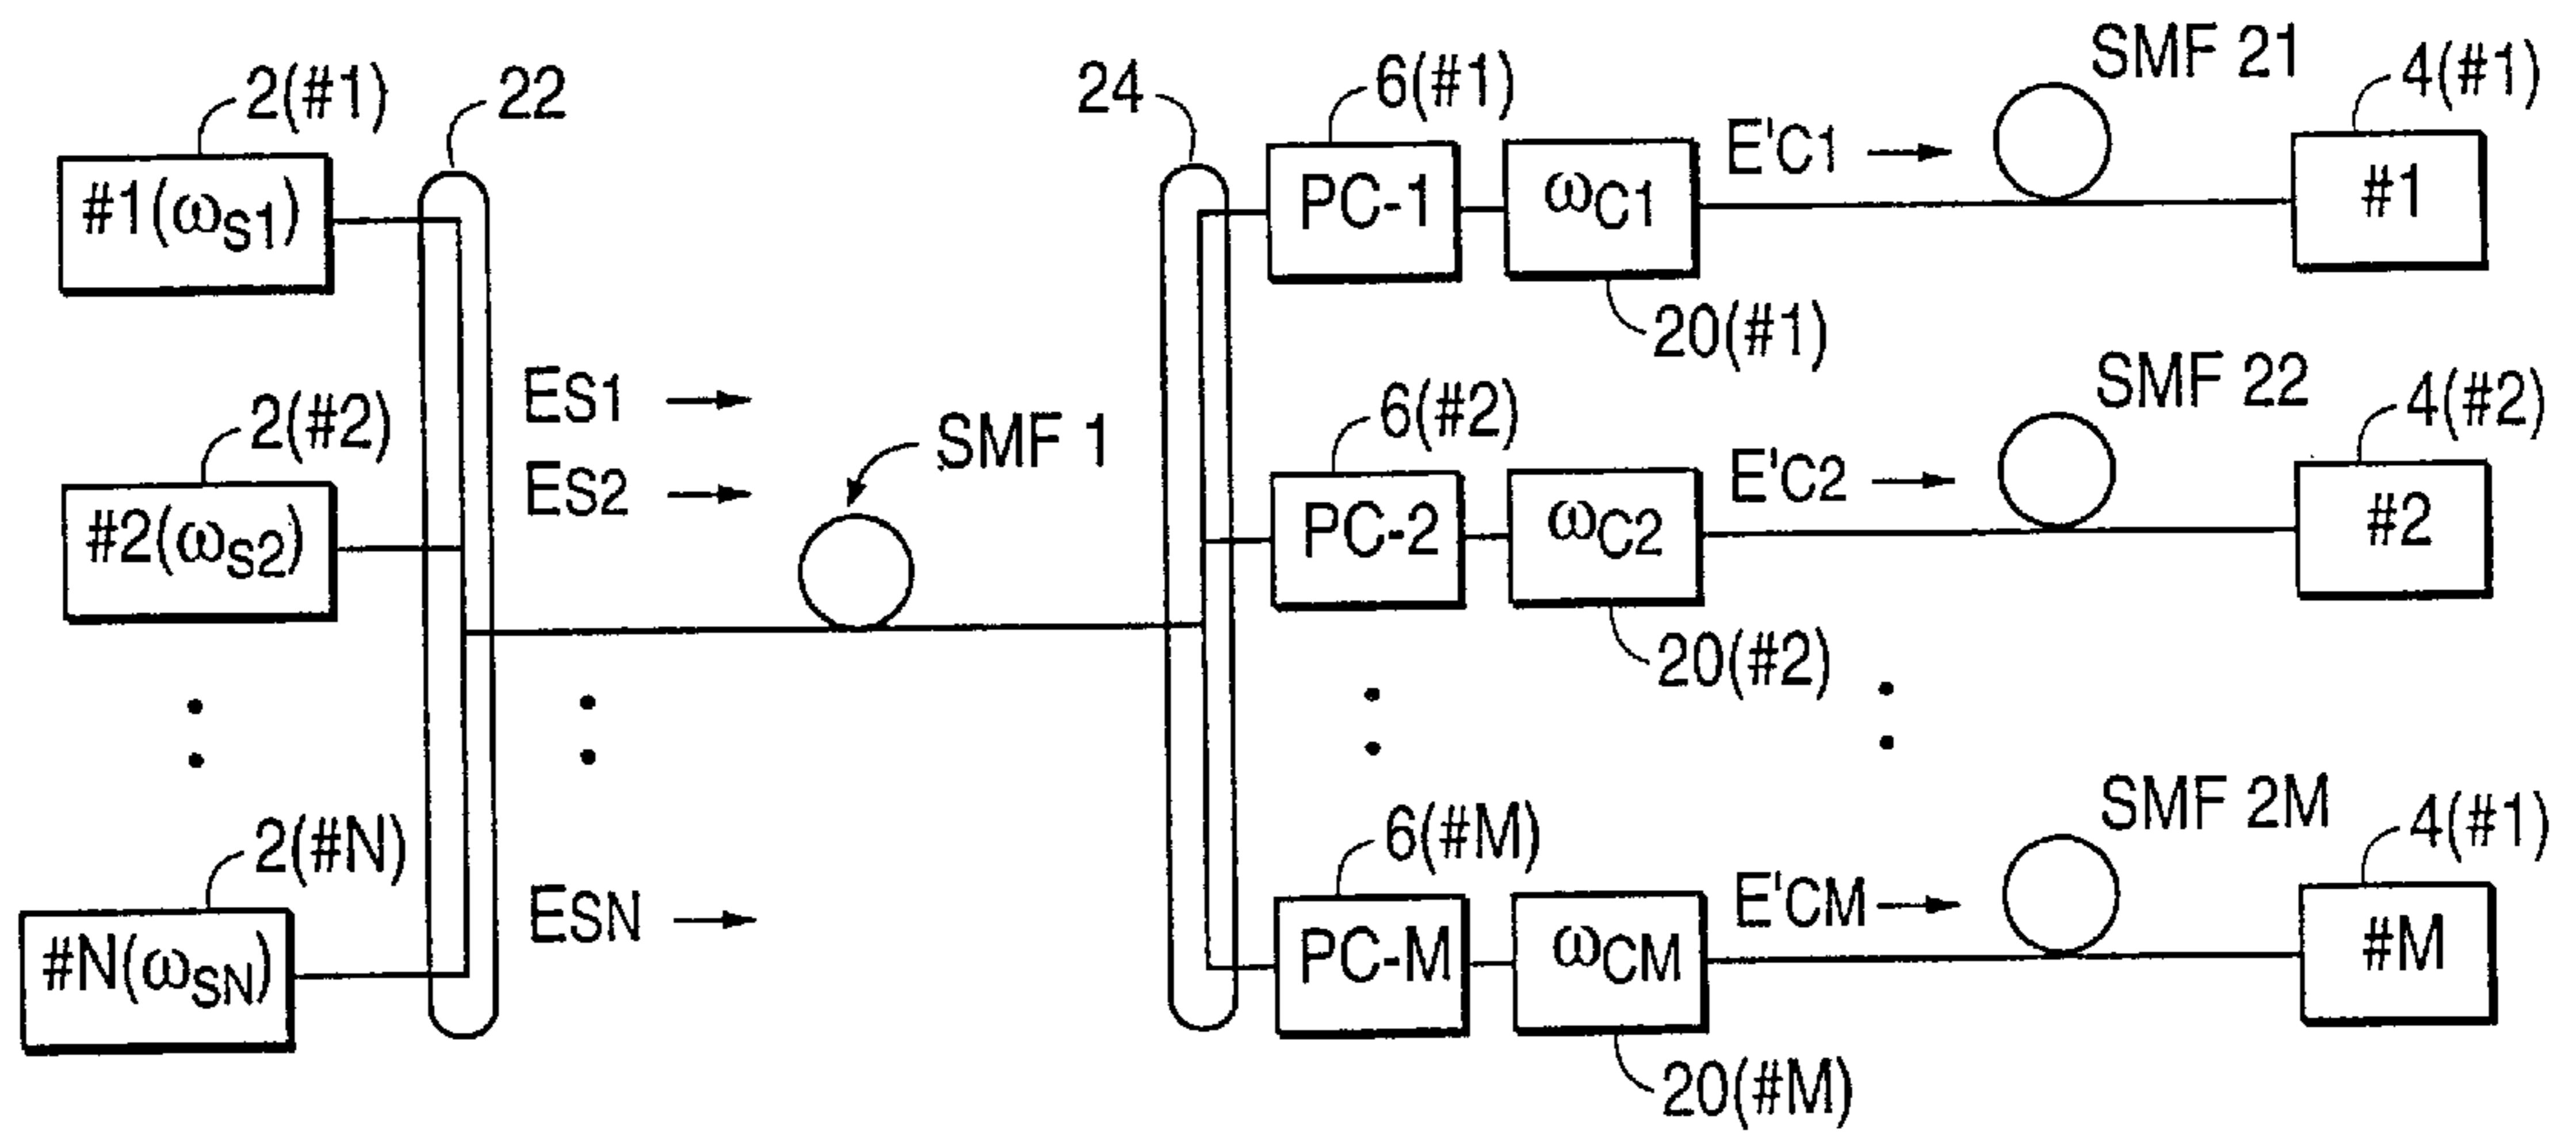 2(#1)
#1(ωS1)
22
2(#2)
#2(ωS2)
2(#N)
#N(ωSN)
ES1
ES2
ESN
SMF 1
24
6(#1)
PC-1
ωC1
20(#1)
E'C1
SMF 21
4(#1)
#1
6(#2)
PC-2
ωC2
20(#2)
E'C2
SMF 22
4(#2)
#2
6(#M)
PC-M
ωCM
20(#M)
E'CM
SMF 2M
4(#1)
#M